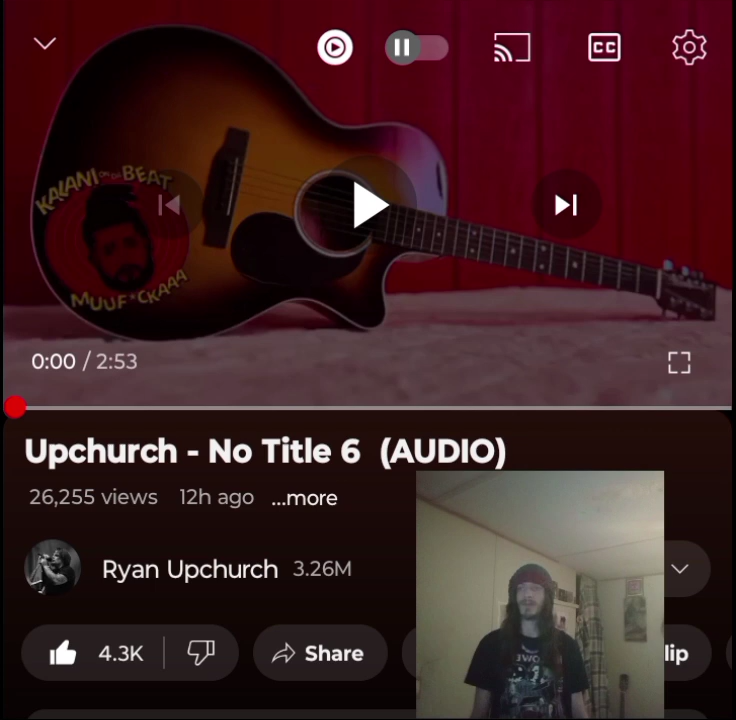 KALANI ON DA BEAT
MUUF*CKAAA
0:00 / 2:53
Upchurch - No Title 6 (AUDIO)
26,255 views 12h ago ...more
Ryan Upchurch 3.26M
4.3K Share lip